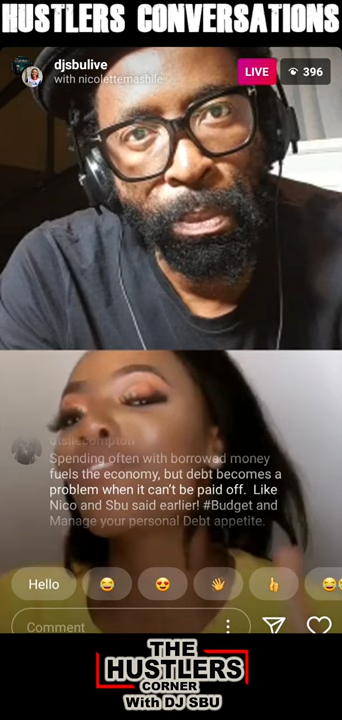 HUSTLERS CONVERSATIONS
djsbulive
with nicolettemashile
LIVE
396
dtsilecompton
Spending often with borrowad money
fuels the economy, but debt becomes a
problem when it can't be paid off. Like
Nico and Sbu said earlier! #Budget and
Manage your personal Debt appetite.
Hello
Comment
THE
HUSTLERS
CORNER
With DJ SBU